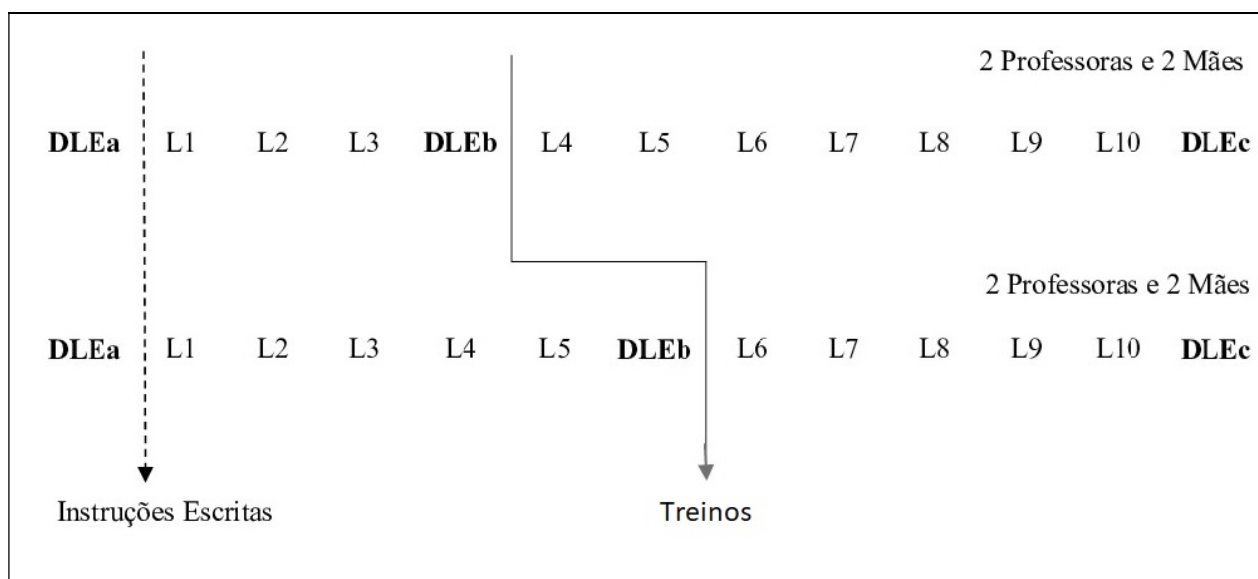 2 Professoras e 2 Mães
DLEa L1 L2 L3 DLEb L4 L5 L6 L7 L8 L9 L10 DLEc
2 Professoras e 2 Mães
DLEa L1 L2 L3 L4 L5 DLEb L6 L7 L8 L9 L10 DLEc
Instruções Escritas Treinos